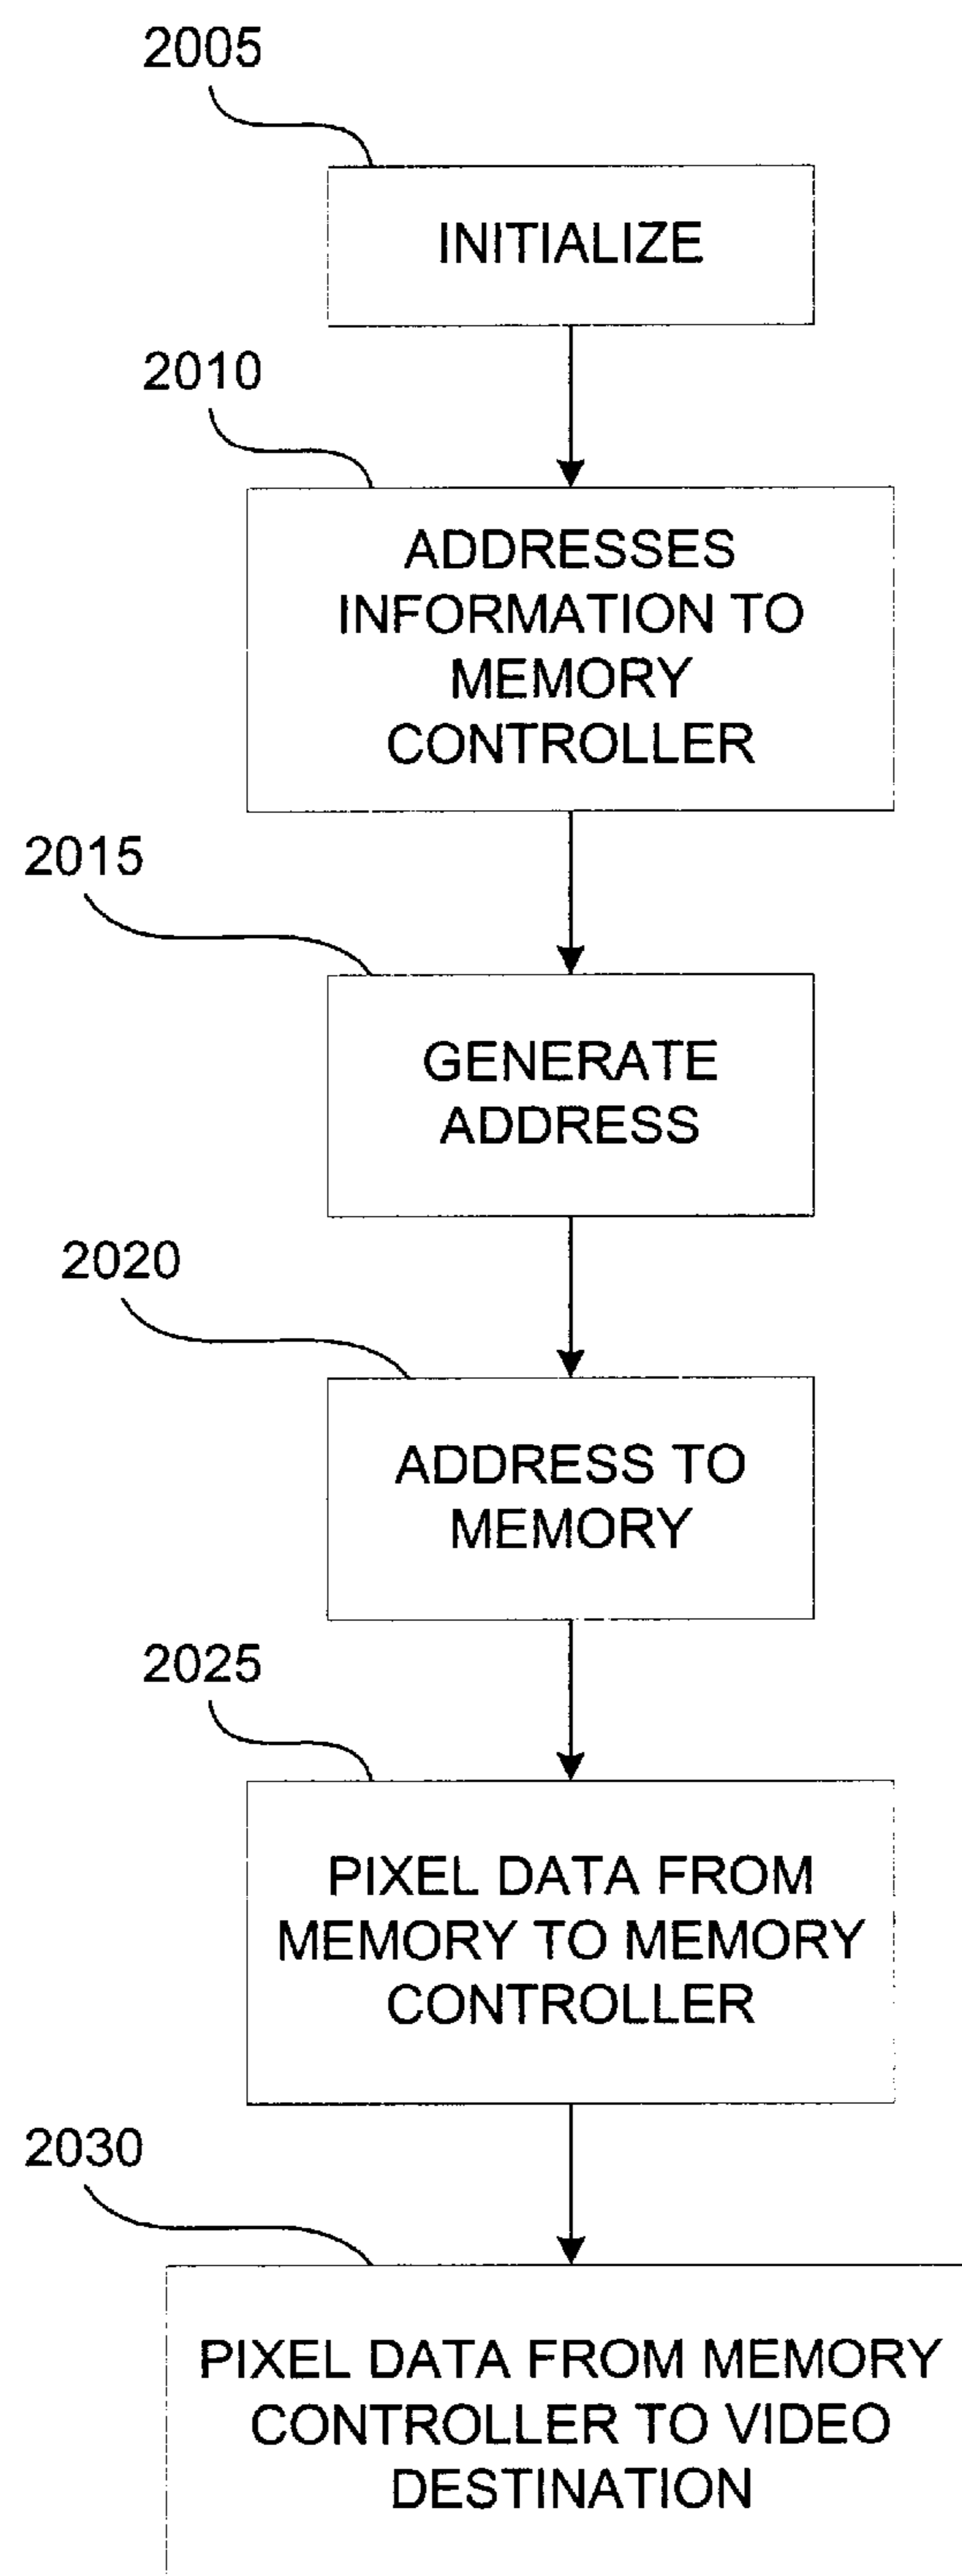 2005
INITIALIZE
2010
ADDRESSES
INFORMATION TO
MEMORY
CONTROLLER
2015
GENERATE
ADDRESS
2020
ADDRESS TO
MEMORY
2025
PIXEL DATA FROM
MEMORY TO MEMORY
CONTROLLER
2030
PIXEL DATA FROM MEMORY
CONTROLLER TO VIDEO
DESTINATION